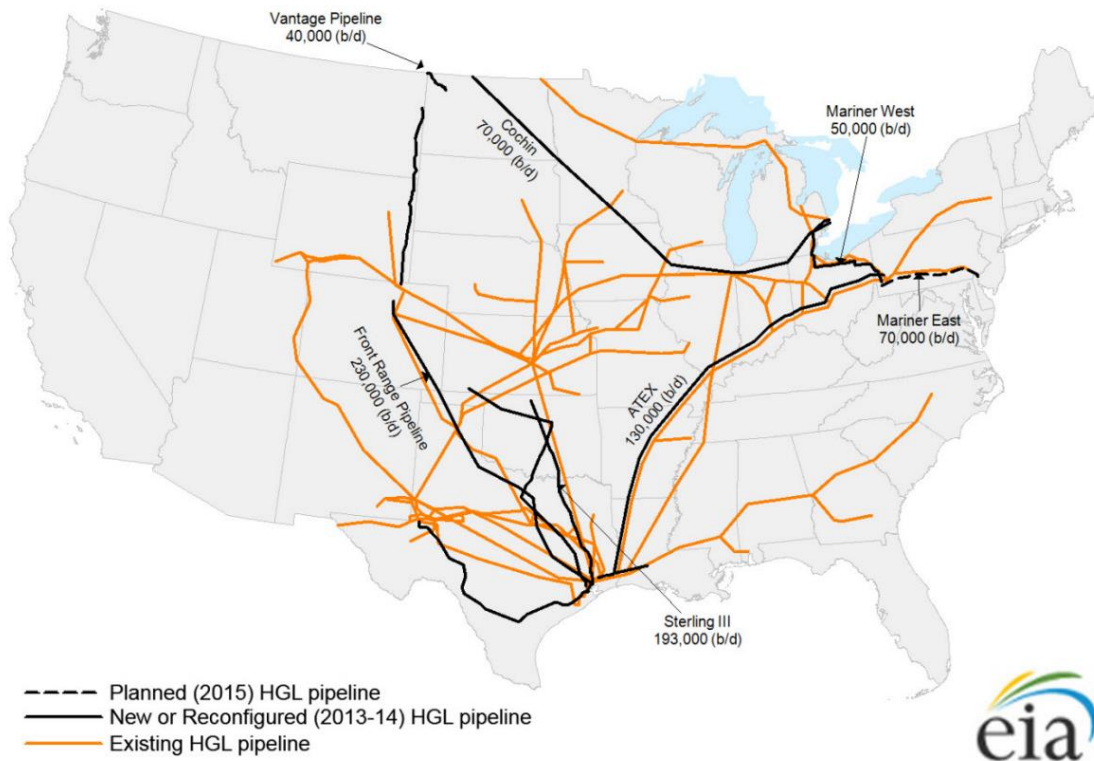 Vantage Pipeline
40,000 (b/d)
Cochin
70,000 (b/d)
Mariner West
50,000 (b/d)
Mariner East
70,000 (b/d)
Front Range Pipeline
230,000 (b/d)
ATEX
130,000 (b/d)
Sterling III
193,000 (b/d)
Planned (2015) HGL pipeline
New or Reconfigured (2013-14) HGL pipeline
Existing HGL pipeline
eia